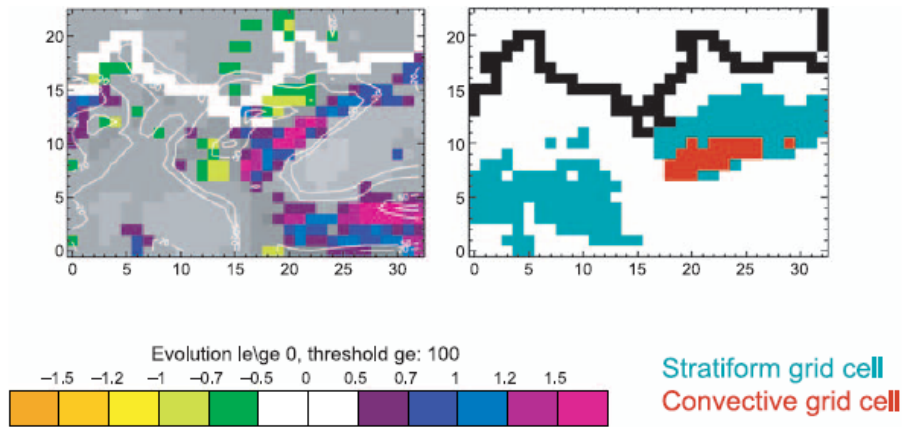 20
15
10
5
0
0 5 10 15 20 25 30
20
15
10
5
0
0 5 10 15 20 25 30
Evolution le\ge 0, threshold ge: 100
−1.5 −1.2 −1 −0.7 −0.5 0 0.5 0.7 1 1.2 1.5
Stratiform grid cell
Convective grid cell